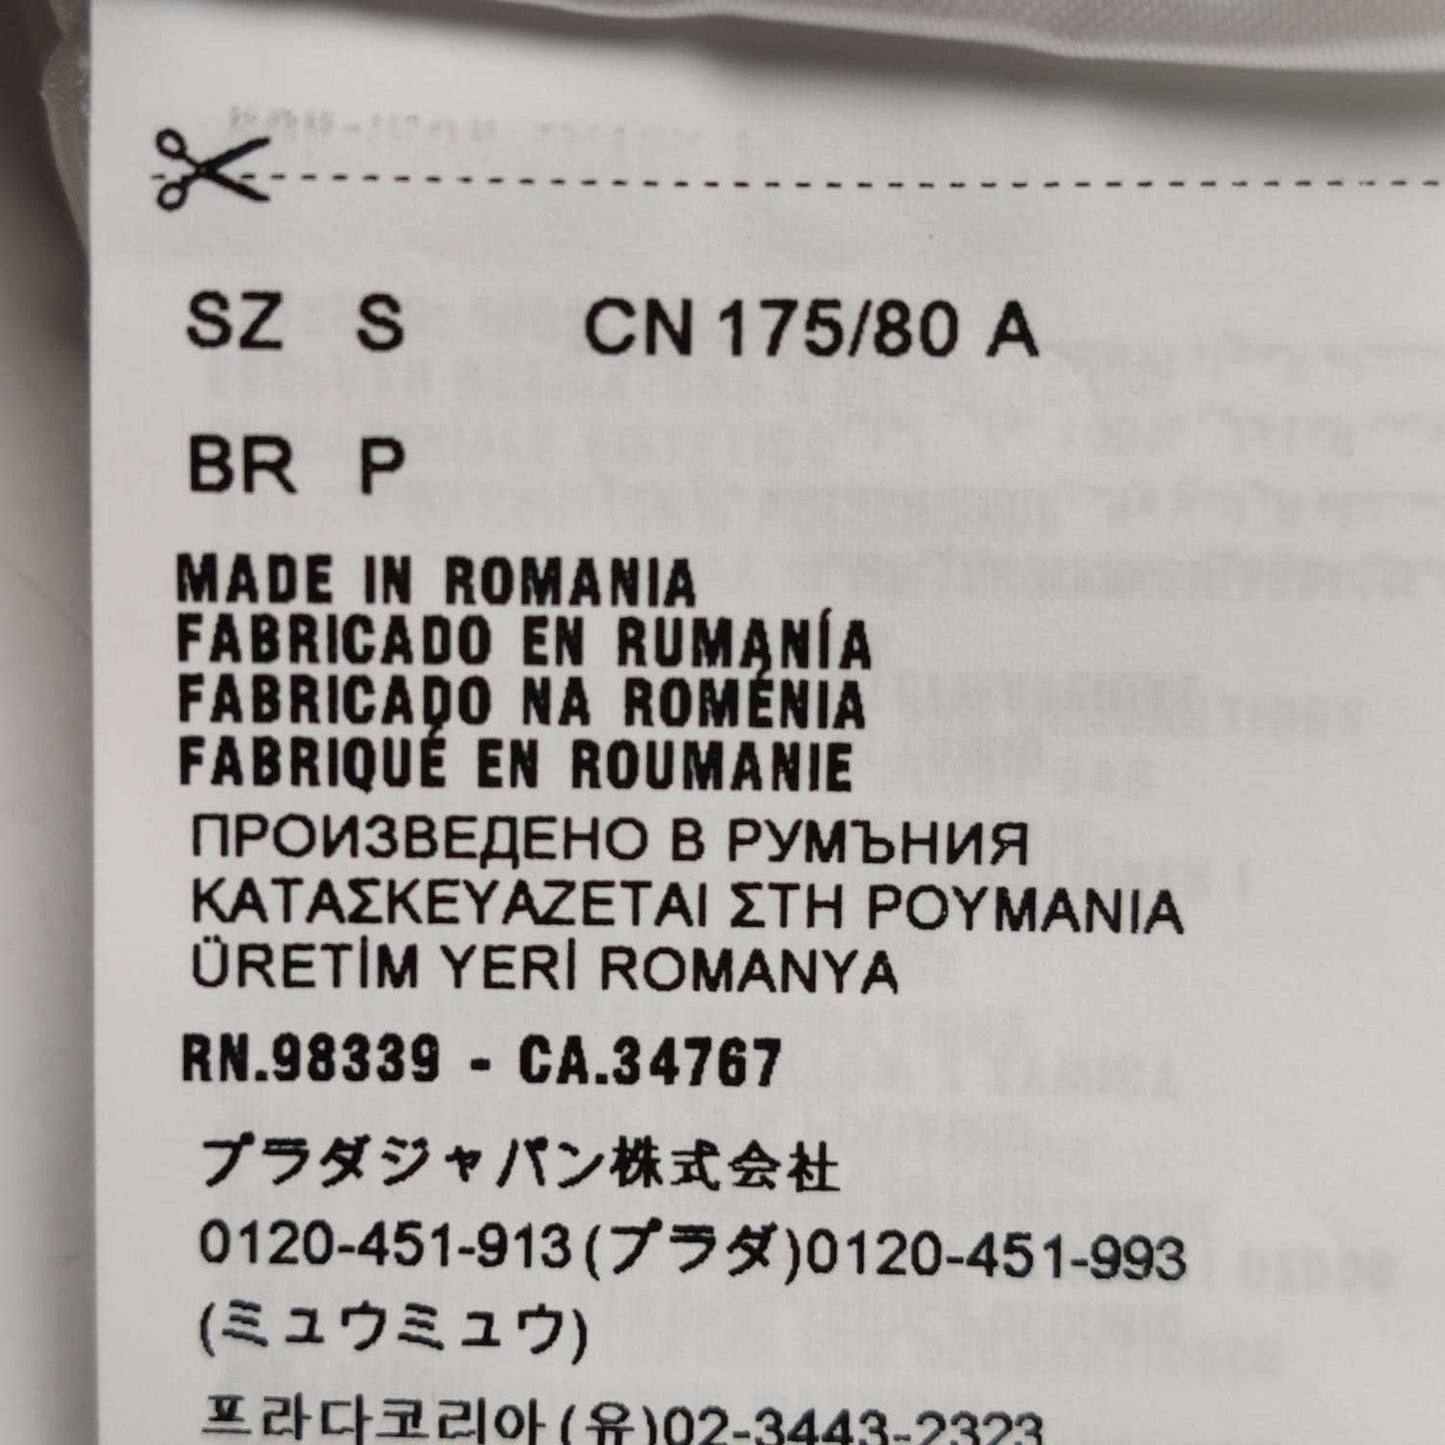 SZ S CN 175/80 A
BR P
MADE IN ROMANIA
FABRICADO EN RUMANÍA
FABRICADO NA ROMÉNIA
FABRIQUÉ EN ROUMANIE
ПРОИЗВЕДЕНО В РУМЪНИЯ
ΚΑΤΑΣΚΕΥΑΖΕΤΑΙ ΣΤΗ ΡΟΥΜΑΝΙΑ
ÜRETİM YERİ ROMANYA
RN.98339 - CA.34767
プラダジャパン株式会社
0120-451-913(プラダ)0120-451-993
(ミュウミュウ)
프라다코리아(유)02-3443-2323